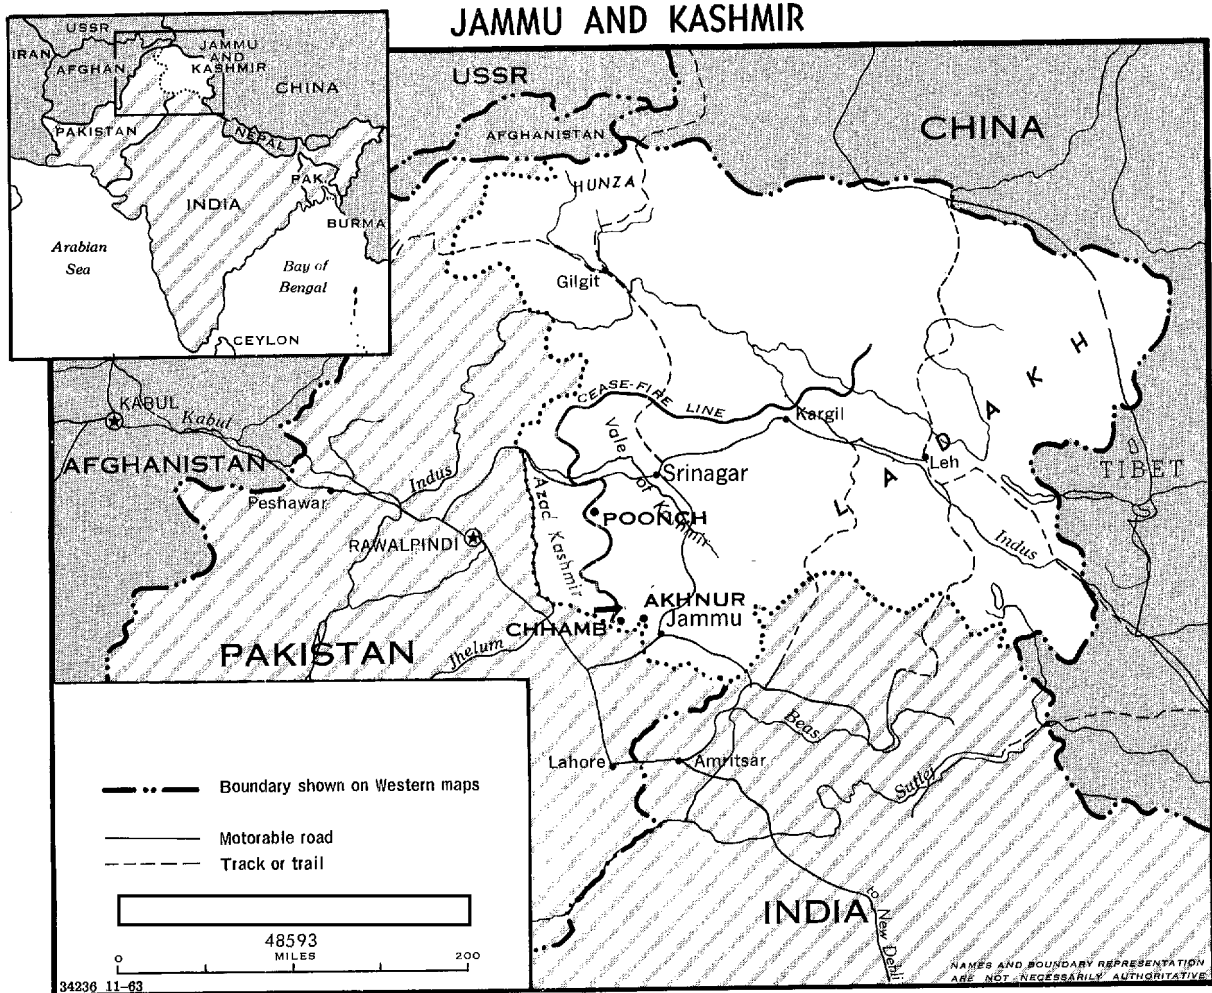 JAMMU AND KASHMIR
USSR
IRAN
AFGHAN
JAMMU
AND
KASHMIR
CHINA
PAKISTAN
NEPAL
PAK.
INDIA
BURMA
Arabian
Sea
Bay of
Bengal
CEYLON
USSR
AFGHANISTAN
CHINA
HUNZA
Gilgit
CEASE-FIRE LINE
Kargil
LADAKH
KABUL
Kabul
AFGHANISTAN
Peshawar
Indus
Vale of Kashmir
Srinagar
Leh
TIBET
Azad Kashmir
POONCH
RAWALPINDI
Indus
AKHNUR
CHHAMB
Jammu
PAKISTAN
Jhelum
Beas
Lahore
Amritsar
Sutlej
INDIA
to New Delhi
Boundary shown on Western maps
Motorable road
Track or trail
48593
MILES
0 200
34236 11-63
NAMES AND BOUNDARY REPRESENTATION
ARE NOT NECESSARILY AUTHORITATIVE